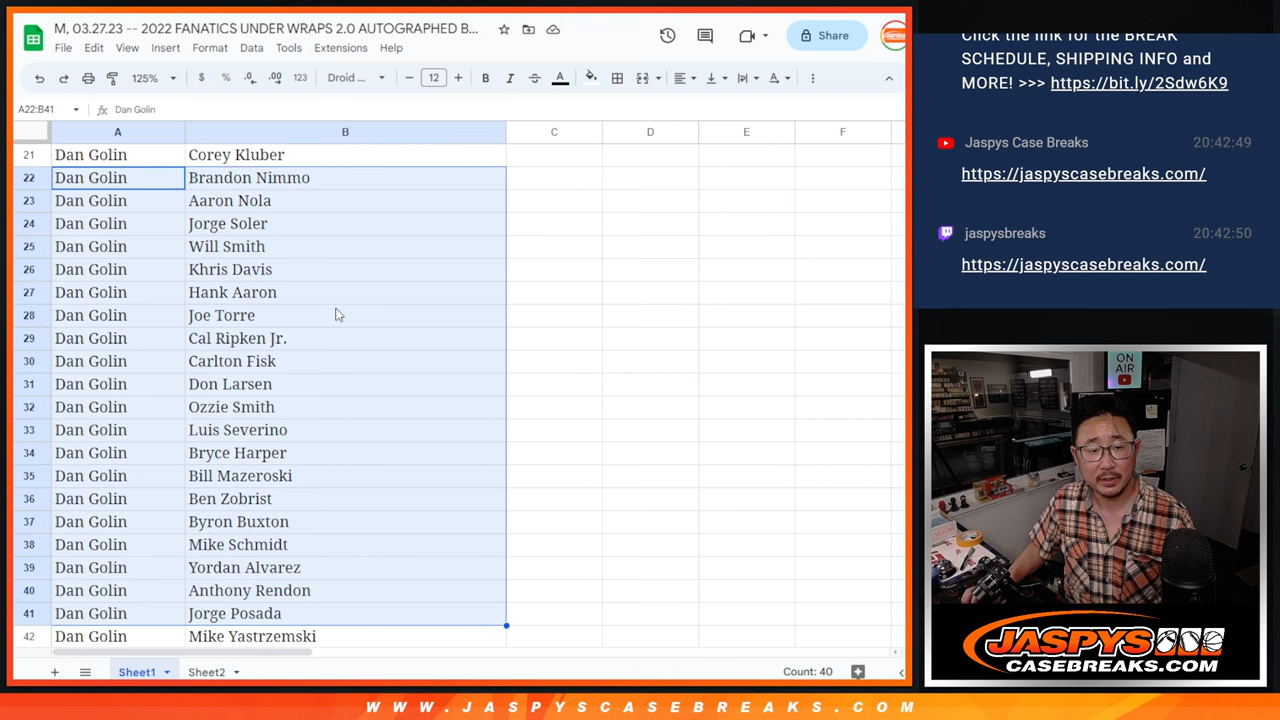 M, 03.27.23 -- 2022 FANATICS UNDER WRAPS 2.0 AUTOGRAPHED B...
File Edit View Insert Format Data Tools Extensions Help
Share
125% $ % .0 .00 123 Droid ... 12 B I A
A22:B41 fx Dan Golin
A B C D E F
21 Dan Golin Corey Kluber
22 Dan Golin Brandon Nimmo
23 Dan Golin Aaron Nola
24 Dan Golin Jorge Soler
25 Dan Golin Will Smith
26 Dan Golin Khris Davis
27 Dan Golin Hank Aaron
28 Dan Golin Joe Torre
29 Dan Golin Cal Ripken Jr.
30 Dan Golin Carlton Fisk
31 Dan Golin Don Larsen
32 Dan Golin Ozzie Smith
33 Dan Golin Luis Severino
34 Dan Golin Bryce Harper
35 Dan Golin Bill Mazeroski
36 Dan Golin Ben Zobrist
37 Dan Golin Byron Buxton
38 Dan Golin Mike Schmidt
39 Dan Golin Yordan Alvarez
40 Dan Golin Anthony Rendon
41 Dan Golin Jorge Posada
42 Dan Golin Mike Yastrzemski
Sheet1 Sheet2 Count: 40
Click the link for the BREAK
SCHEDULE, SHIPPING INFO and
MORE! >>> https://bit.ly/2Sdw6K9
Jaspys Case Breaks 20:42:49
https://jaspyscasebreaks.com/
jaspysbreaks 20:42:50
https://jaspyscasebreaks.com/
ON
AIR
JASPYS
CASEBREAKS.COM
WWW.JASPYSCASEBREAKS.COM